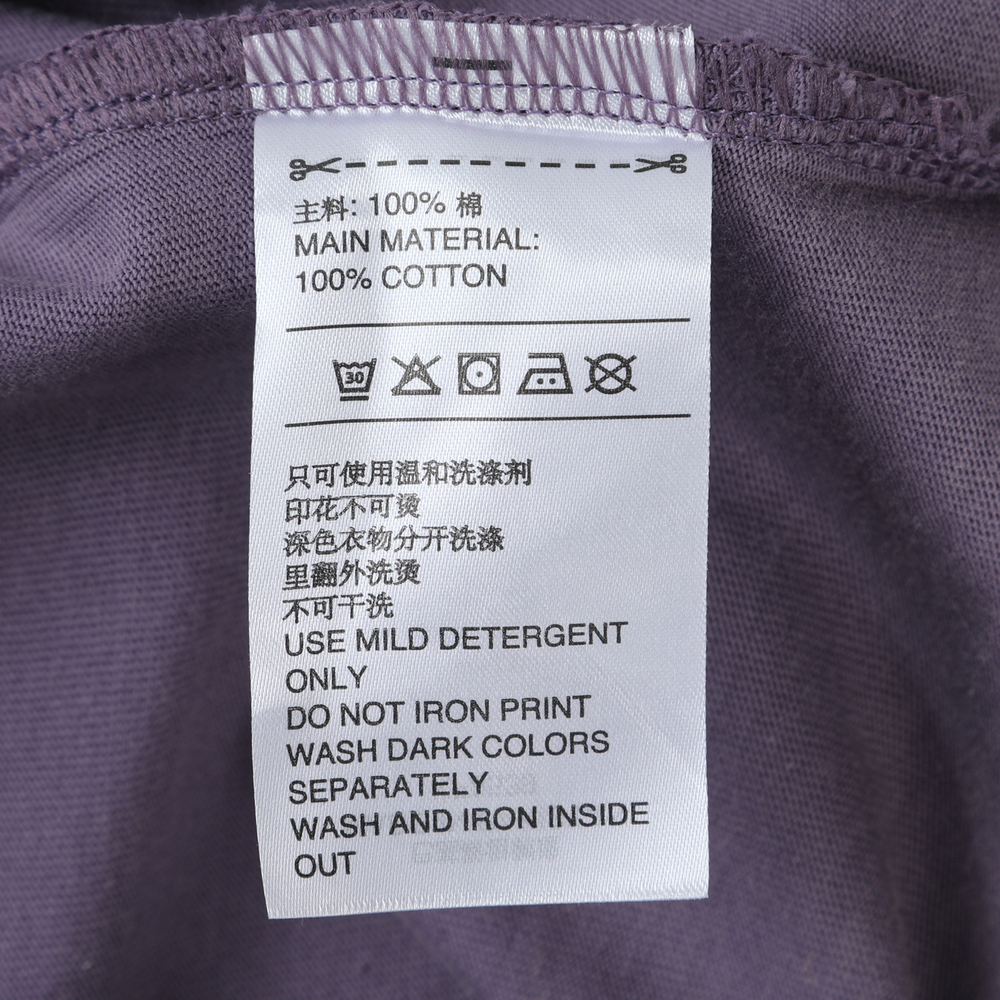 主料: 100% 棉
MAIN MATERIAL:
100% COTTON
30
只可使用温和洗涤剂
印花不可烫
深色衣物分开洗涤
里翻外洗烫
不可干洗
USE MILD DETERGENT
ONLY
DO NOT IRON PRINT
WASH DARK COLORS
SEPARATELY
WASH AND IRON INSIDE
OUT